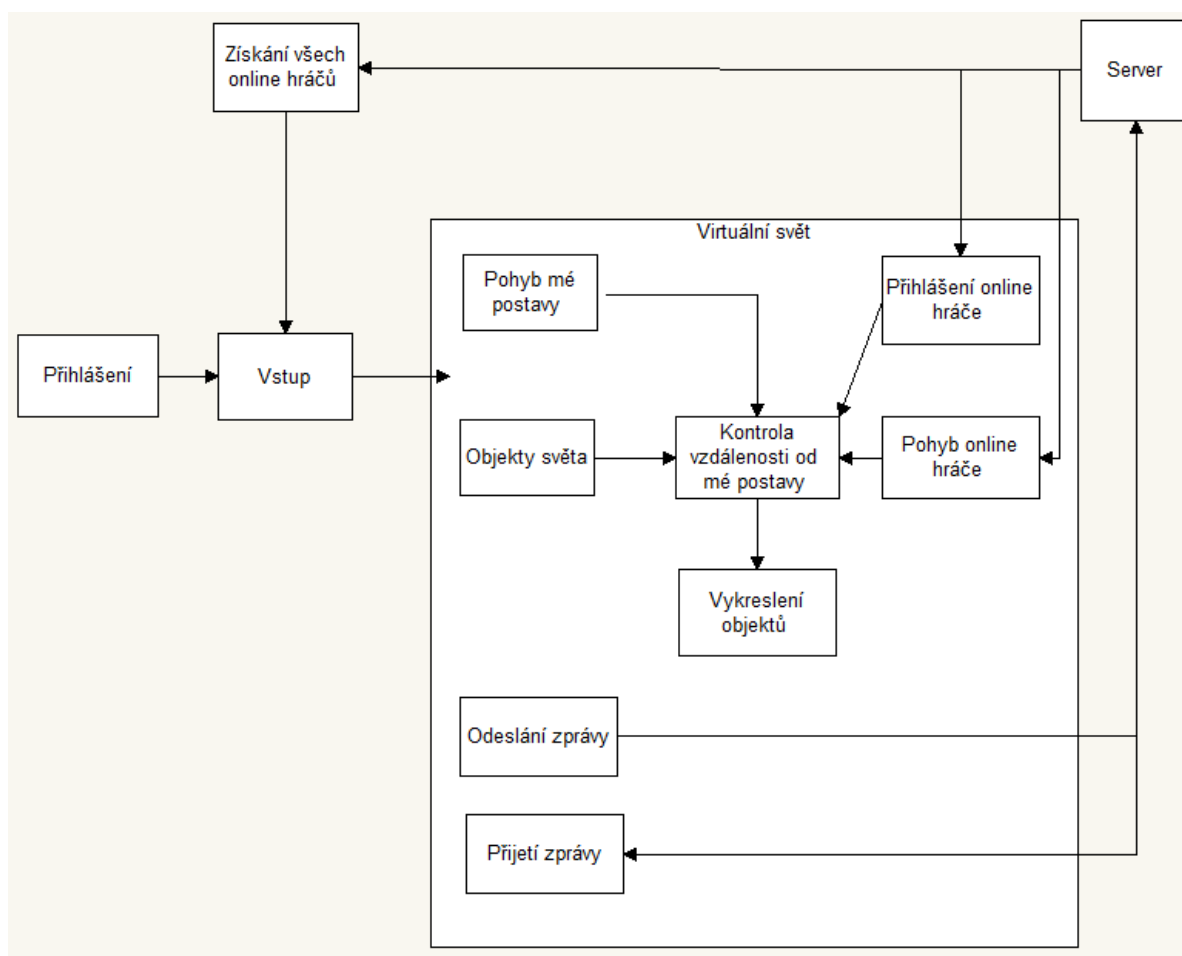 Získání všech
online hráčů
Server
Virtuální svět
Pohyb mé
postavy
Přihlášení online
hráče
Přihlášení
Vstup
Objekty světa
Kontrola
vzdálenosti od
mé postavy
Pohyb online
hráče
Vykreslení
objektů
Odeslání zprávy
Přijetí zprávy